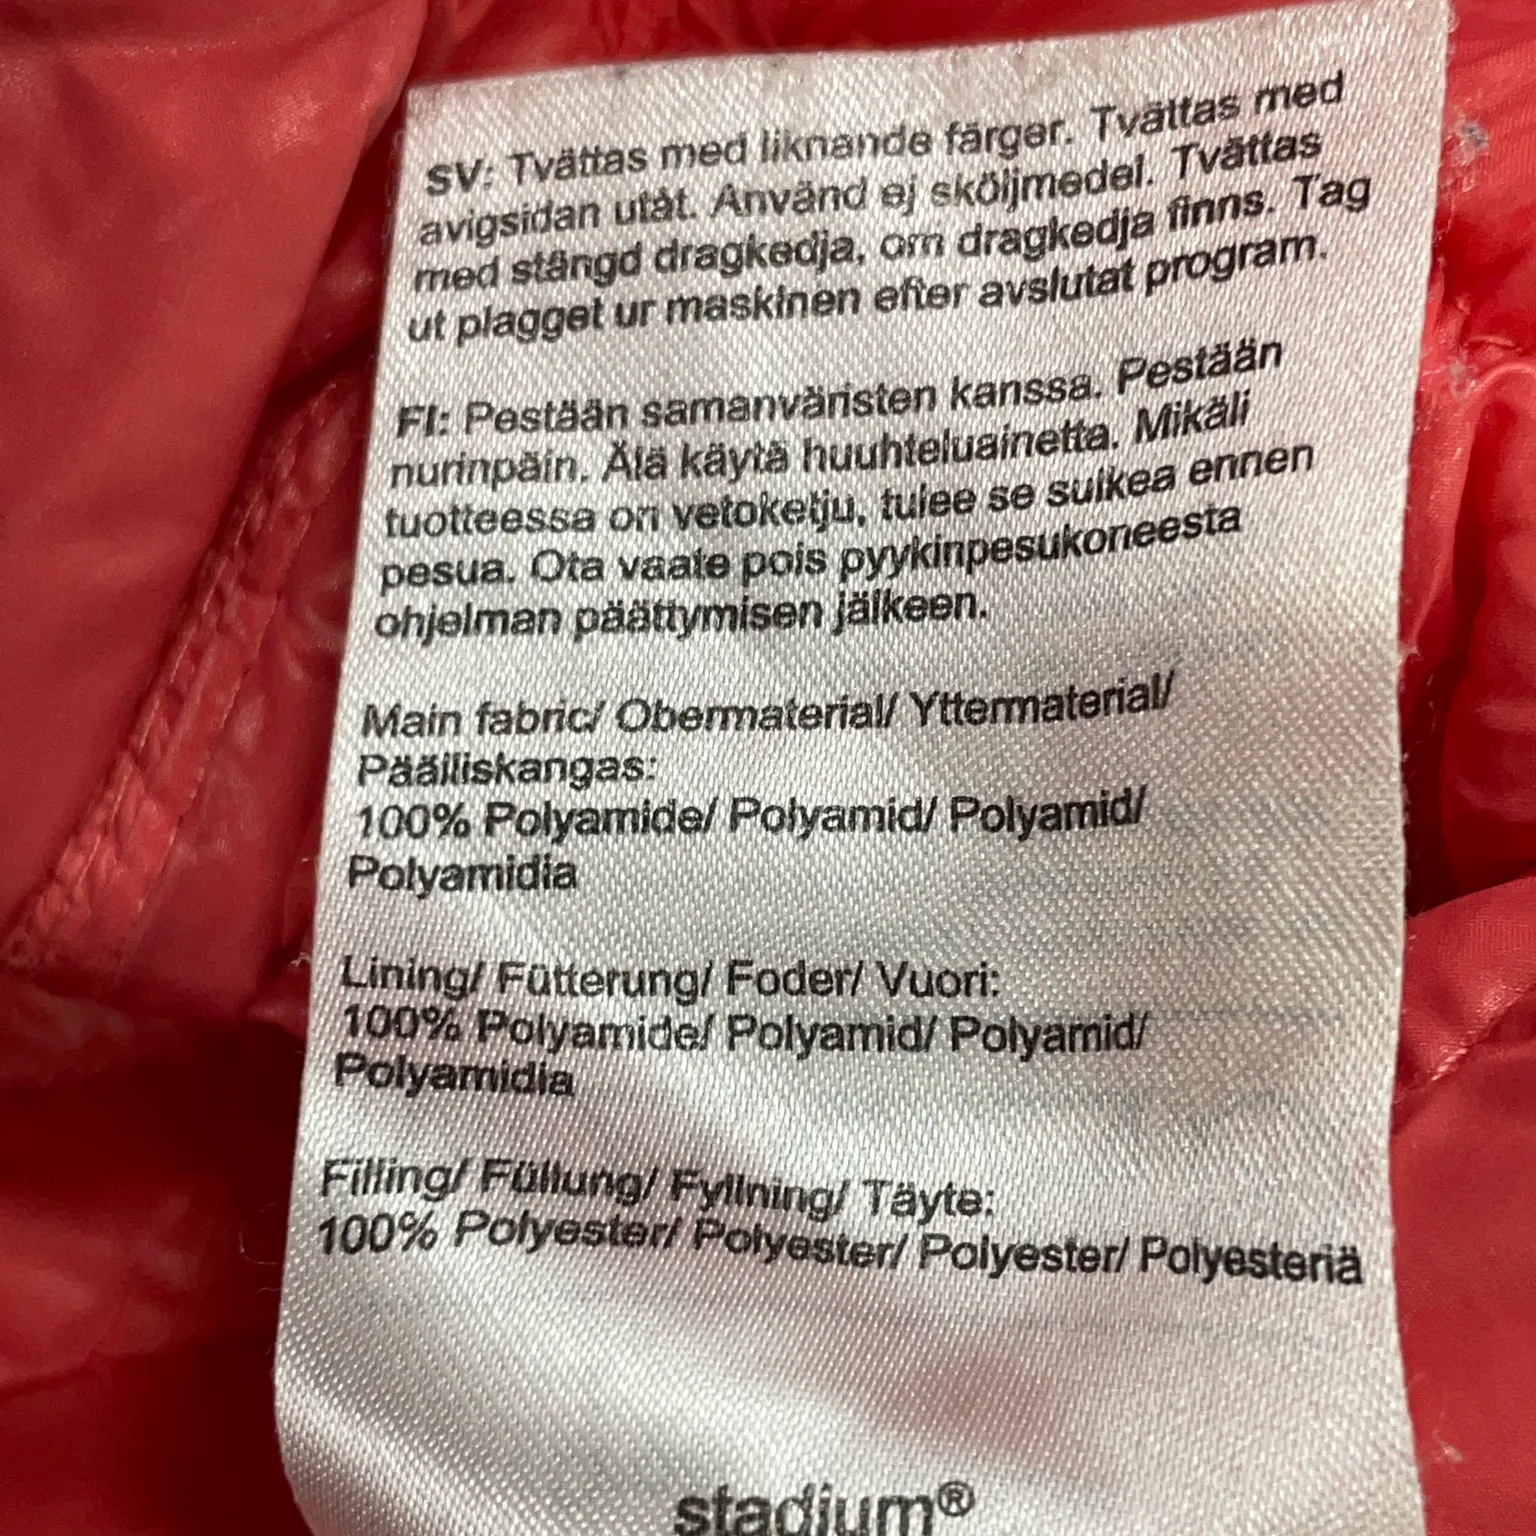 SV: Tvättas med liknande färger. Tvättas med
avigsidan utåt. Använd ej sköljmedel. Tvättas
med stängd dragkedja, om dragkedja finns. Tag
ut plagget ur maskinen efter avslutat program.
FI: Pestään samanväristen kanssa. Pestään
nurinpäin. Älä käytä huuhteluainetta. Mikäli
tuotteessa on vetoketju, tulee se sulkea ennen
pesua. Ota vaate pois pyykinpesukoneesta
ohjelman päättymisen jälkeen.
Main fabric/ Obermaterial/ Yttermaterial/
Päälliskangas:
100% Polyamide/ Polyamid/ Polyamid/
Polyamidia
Lining/ Fütterung/ Foder/ Vuori:
100% Polyamide/ Polyamid/ Polyamid/
Polyamidia
Filling/ Füllung/ Fyllning/ Täyte:
100% Polyester/ Polyester/ Polyester/ Polyesteriä
stadium®